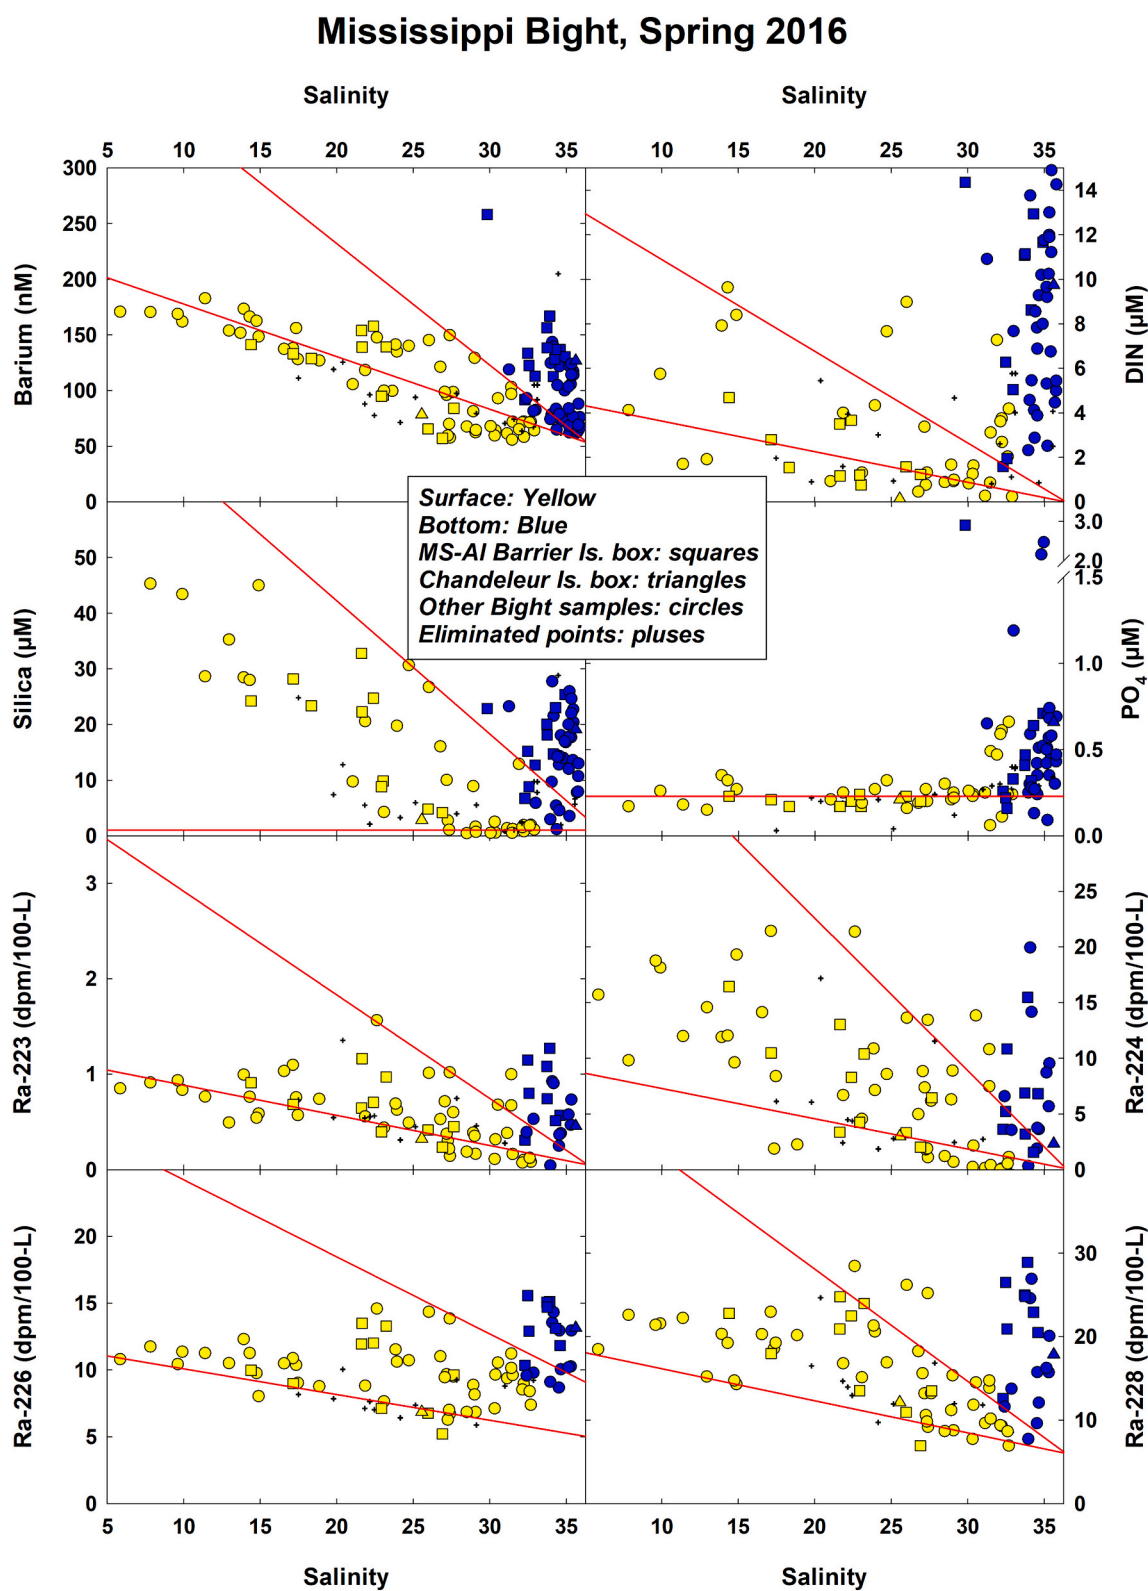 Mississippi Bight, Spring 2016
Salinity Salinity
5 10 15 20 25 30 35 10 15 20 25 30 35
300
250
200
150
100
50
0
Barium (nM)
14
12
10
8
6
4
2
0
DIN (µM)
Surface: Yellow
Bottom: Blue
MS-Al Barrier Is. box: squares
Chandeleur Is. box: triangles
Other Bight samples: circles
Eliminated points: pluses
50
40
30
20
10
0
Silica (µM)
3.0
2.0
1.5
1.0
0.5
0.0
PO4 (µM)
3
2
1
0
Ra-223 (dpm/100-L)
25
20
15
10
5
0
Ra-224 (dpm/100-L)
20
15
10
5
0
Ra-226 (dpm/100-L)
30
20
10
0
Ra-228 (dpm/100-L)
5 10 15 20 25 30 35 10 15 20 25 30 35
Salinity Salinity